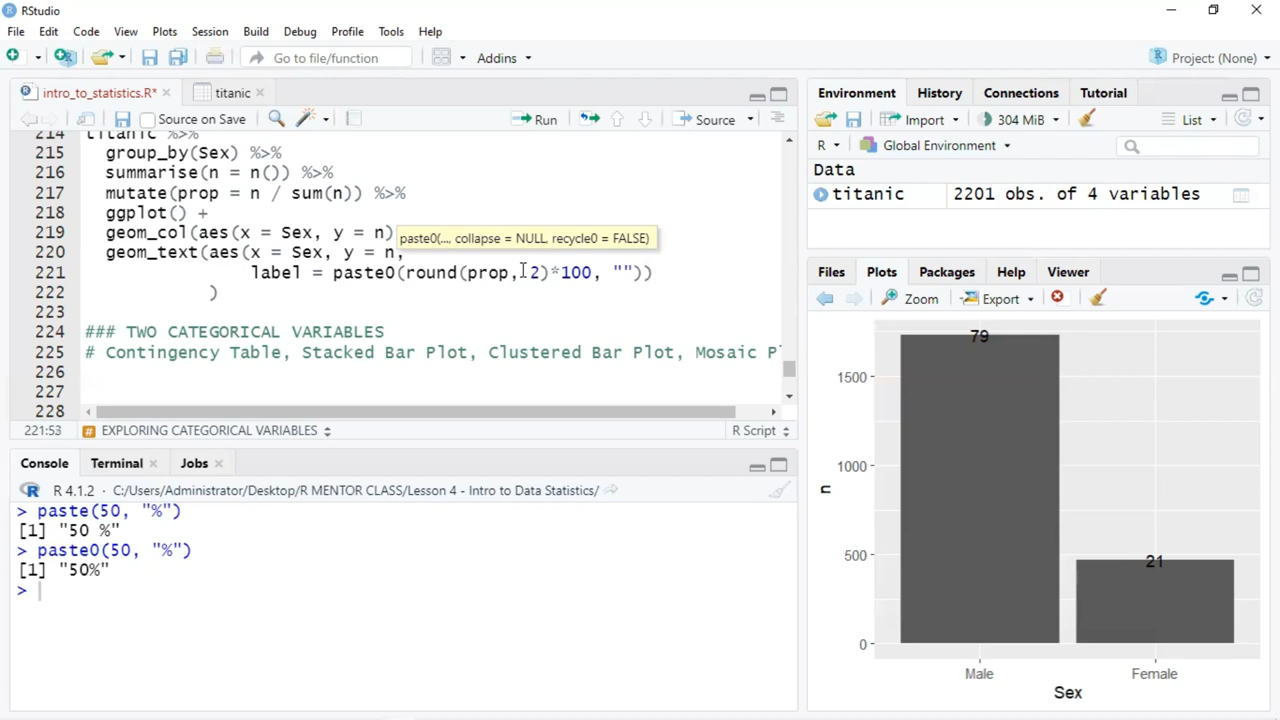 RStudio
File Edit Code View Plots Session Build Debug Profile Tools Help
Go to file/function Addins Project: (None)
intro_to_statistics.R* titanic
Source on Save Run Source
214 titanic %>%
215 group_by(Sex) %>%
216 summarise(n = n()) %>%
217 mutate(prop = n / sum(n)) %>%
218 ggplot() +
219 geom_col(aes(x = Sex, y = n)
paste0(..., collapse = NULL, recycle0 = FALSE)
220 geom_text(aes(x = Sex, y = n,
221 label = paste0(round(prop, 2)*100, ""))
222 )
223
224 ### TWO CATEGORICAL VARIABLES
225 # Contingency Table, Stacked Bar Plot, Clustered Bar Plot, Mosaic Pl
226
227
228
221:53 # EXPLORING CATEGORICAL VARIABLES R Script
Console Terminal Jobs
R R 4.1.2 · C:/Users/Administrator/Desktop/R MENTOR CLASS/Lesson 4 - Intro to Data Statistics/
> paste(50, "%")
[1] "50 %"
> paste0(50, "%")
[1] "50%"
>
Environment History Connections Tutorial
Import 304 MiB List
R Global Environment
Data
titanic 2201 obs. of 4 variables
Files Plots Packages Help Viewer
Zoom Export
79
1500
1000
n
500
21
0
Male Female
Sex